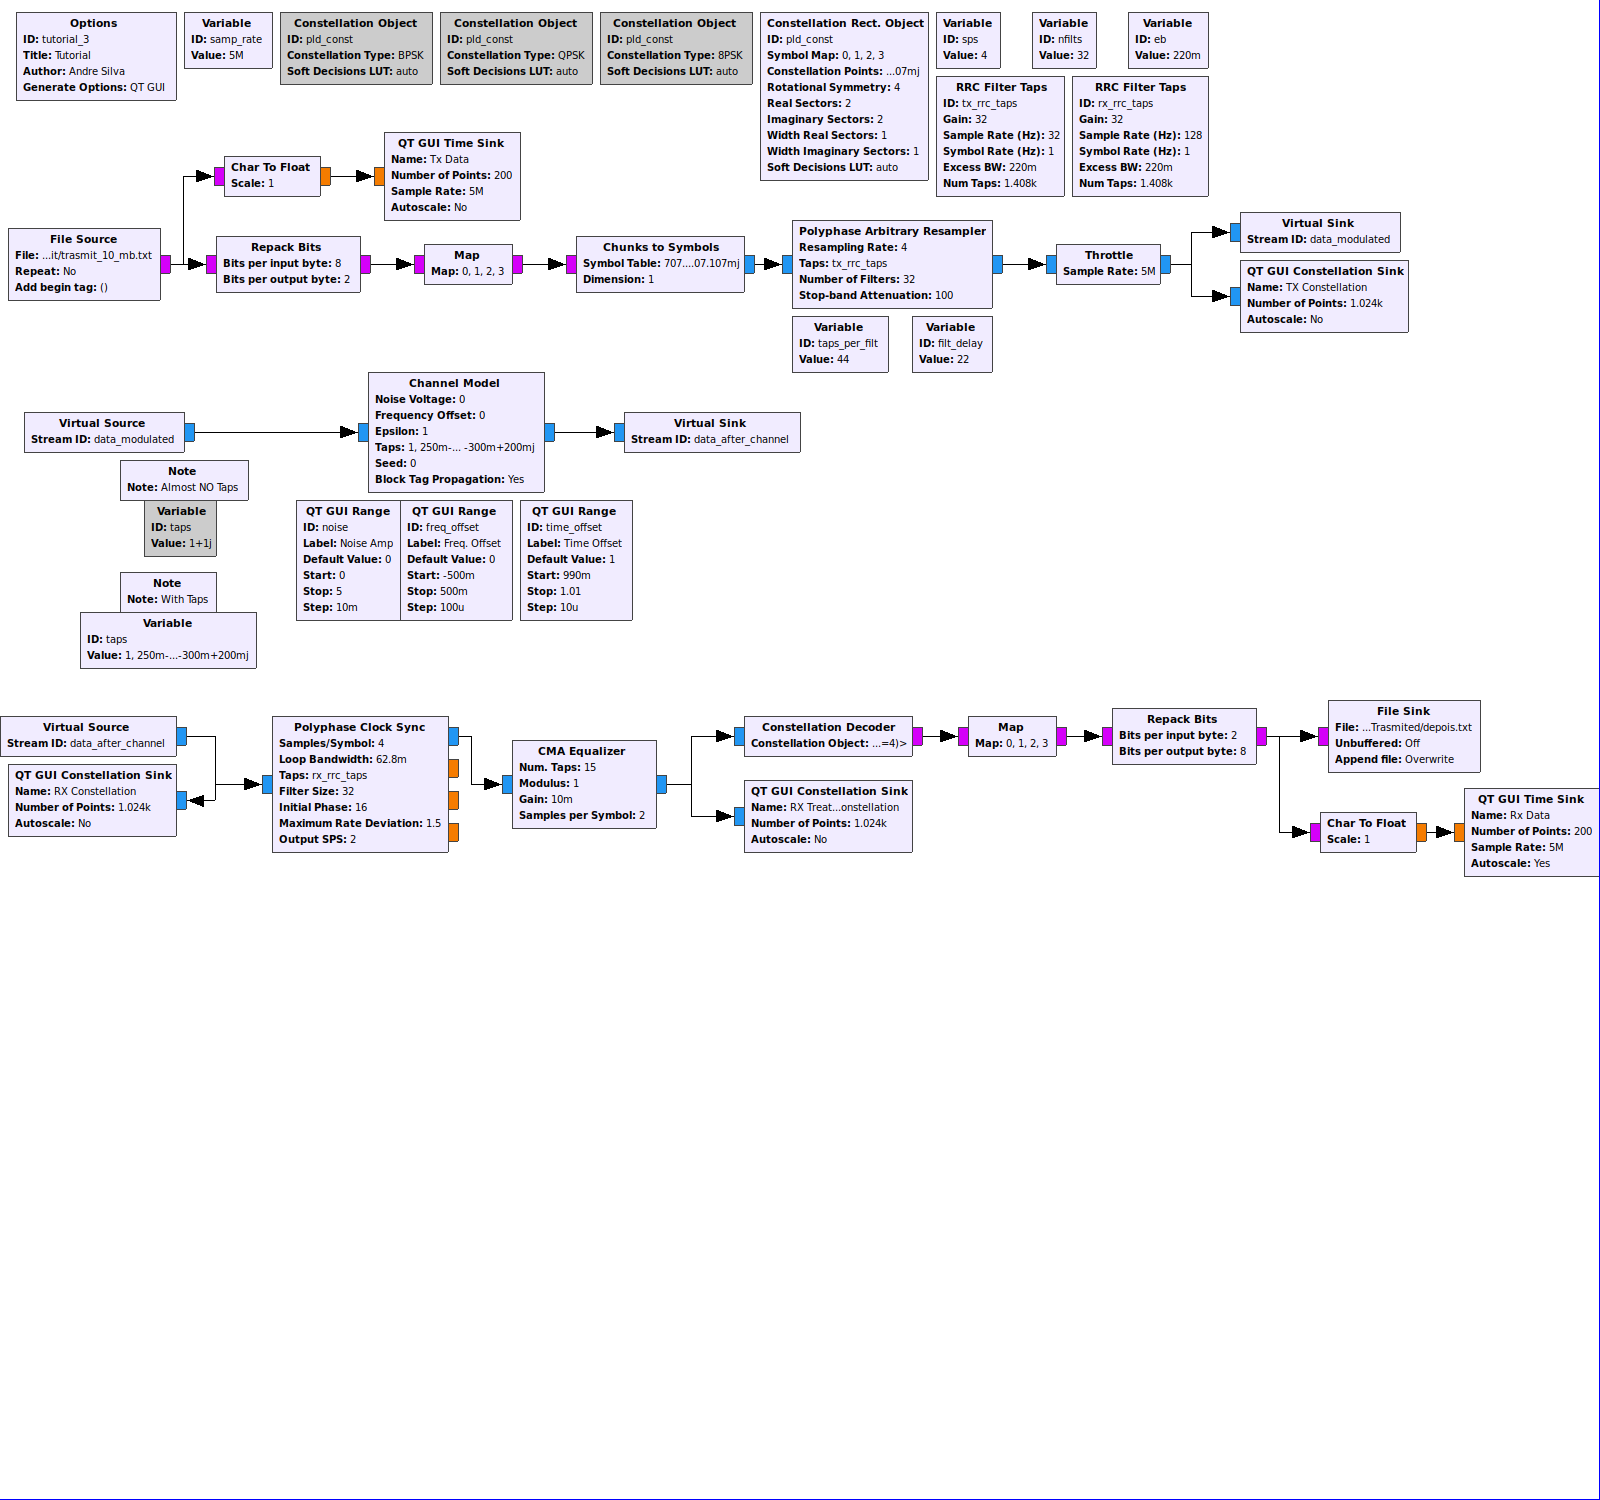 Options
ID: tutorial_3
Title: Tutorial
Author: Andre Silva
Generate Options: QT GUI
Variable
ID: samp_rate
Value: 5M
Constellation Object
ID: pld_const
Constellation Type: BPSK
Soft Decisions LUT: auto
Constellation Object
ID: pld_const
Constellation Type: QPSK
Soft Decisions LUT: auto
Constellation Object
ID: pld_const
Constellation Type: 8PSK
Soft Decisions LUT: auto
Constellation Rect. Object
ID: pld_const
Symbol Map: 0, 1, 2, 3
Constellation Points: ...07mj
Rotational Symmetry: 4
Real Sectors: 2
Imaginary Sectors: 2
Width Real Sectors: 1
Width Imaginary Sectors: 1
Soft Decisions LUT: auto
Variable
ID: sps
Value: 4
Variable
ID: nfilts
Value: 32
Variable
ID: eb
Value: 220m
RRC Filter Taps
ID: tx_rrc_taps
Gain: 32
Sample Rate (Hz): 32
Symbol Rate (Hz): 1
Excess BW: 220m
Num Taps: 1.408k
RRC Filter Taps
ID: rx_rrc_taps
Gain: 32
Sample Rate (Hz): 128
Symbol Rate (Hz): 1
Excess BW: 220m
Num Taps: 1.408k
Char To Float
Scale: 1
QT GUI Time Sink
Name: Tx Data
Number of Points: 200
Sample Rate: 5M
Autoscale: No
File Source
File: ...it/trasmit_10_mb.txt
Repeat: No
Add begin tag: ()
Repack Bits
Bits per input byte: 8
Bits per output byte: 2
Map
Map: 0, 1, 2, 3
Chunks to Symbols
Symbol Table: 707....07.107mj
Dimension: 1
Polyphase Arbitrary Resampler
Resampling Rate: 4
Taps: tx_rrc_taps
Number of Filters: 32
Stop-band Attenuation: 100
Throttle
Sample Rate: 5M
Virtual Sink
Stream ID: data_modulated
QT GUI Constellation Sink
Name: TX Constellation
Number of Points: 1.024k
Autoscale: No
Variable
ID: taps_per_filt
Value: 44
Variable
ID: filt_delay
Value: 22
Virtual Source
Stream ID: data_modulated
Channel Model
Noise Voltage: 0
Frequency Offset: 0
Epsilon: 1
Taps: 1, 250m-... -300m+200mj
Seed: 0
Block Tag Propagation: Yes
Virtual Sink
Stream ID: data_after_channel
Note
Note: Almost NO Taps
Variable
ID: taps
Value: 1+1j
Note
Note: With Taps
Variable
ID: taps
Value: 1, 250m-...-300m+200mj
QT GUI Range
ID: noise
Label: Noise Amp
Default Value: 0
Start: 0
Stop: 5
Step: 10m
QT GUI Range
ID: freq_offset
Label: Freq. Offset
Default Value: 0
Start: -500m
Stop: 500m
Step: 100u
QT GUI Range
ID: time_offset
Label: Time Offset
Default Value: 1
Start: 990m
Stop: 1.01
Step: 10u
Virtual Source
Stream ID: data_after_channel
QT GUI Constellation Sink
Name: RX Constellation
Number of Points: 1.024k
Autoscale: No
Polyphase Clock Sync
Samples/Symbol: 4
Loop Bandwidth: 62.8m
Taps: rx_rrc_taps
Filter Size: 32
Initial Phase: 16
Maximum Rate Deviation: 1.5
Output SPS: 2
CMA Equalizer
Num. Taps: 15
Modulus: 1
Gain: 10m
Samples per Symbol: 2
Constellation Decoder
Constellation Object: ...=4)>
QT GUI Constellation Sink
Name: RX Treat...onstellation
Number of Points: 1.024k
Autoscale: No
Map
Map: 0, 1, 2, 3
Repack Bits
Bits per input byte: 2
Bits per output byte: 8
File Sink
File: ...Trasmited/depois.txt
Unbuffered: Off
Append file: Overwrite
Char To Float
Scale: 1
QT GUI Time Sink
Name: Rx Data
Number of Points: 200
Sample Rate: 5M
Autoscale: Yes